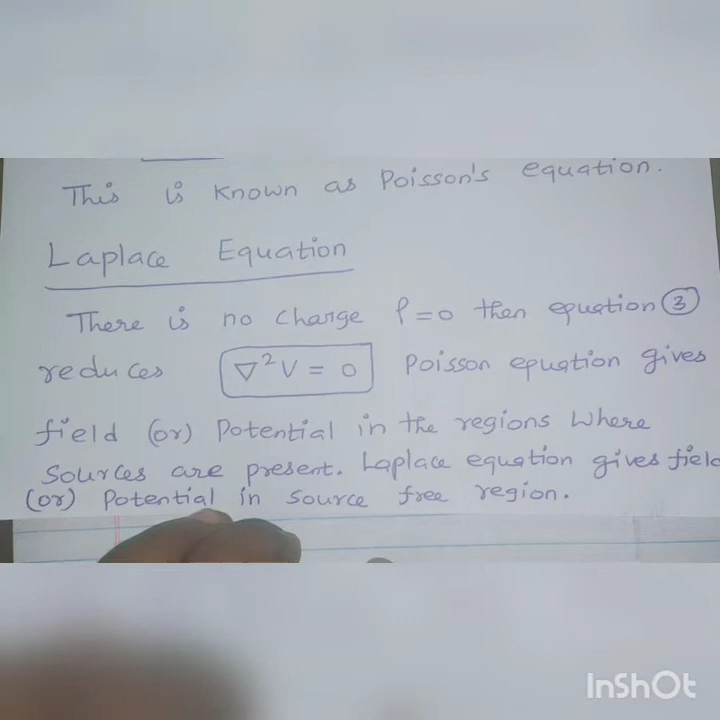 This is known as Poisson's equation.
Laplace Equation
There is no change ρ=0 then equation ③
reduces ∇²V = 0 Poisson equation gives
field (or) Potential in the regions where
Sources are present. Laplace equation gives field
(or) Potential in Source free region.
InShOt